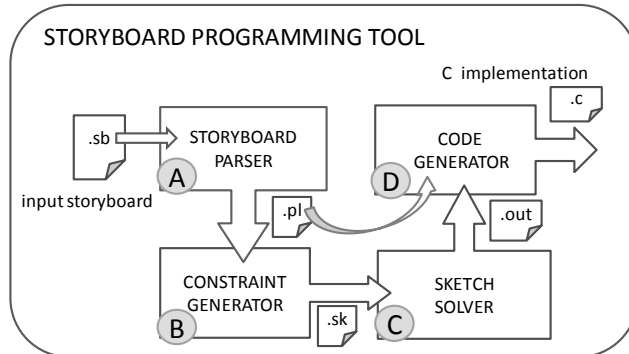 STORYBOARD PROGRAMMING TOOL
C implementation
.c
.sb
STORYBOARD
PARSER
A
CODE
GENERATOR
D
input storyboard
.pl
.out
CONSTRAINT
GENERATOR
B
.sk
SKETCH
SOLVER
C